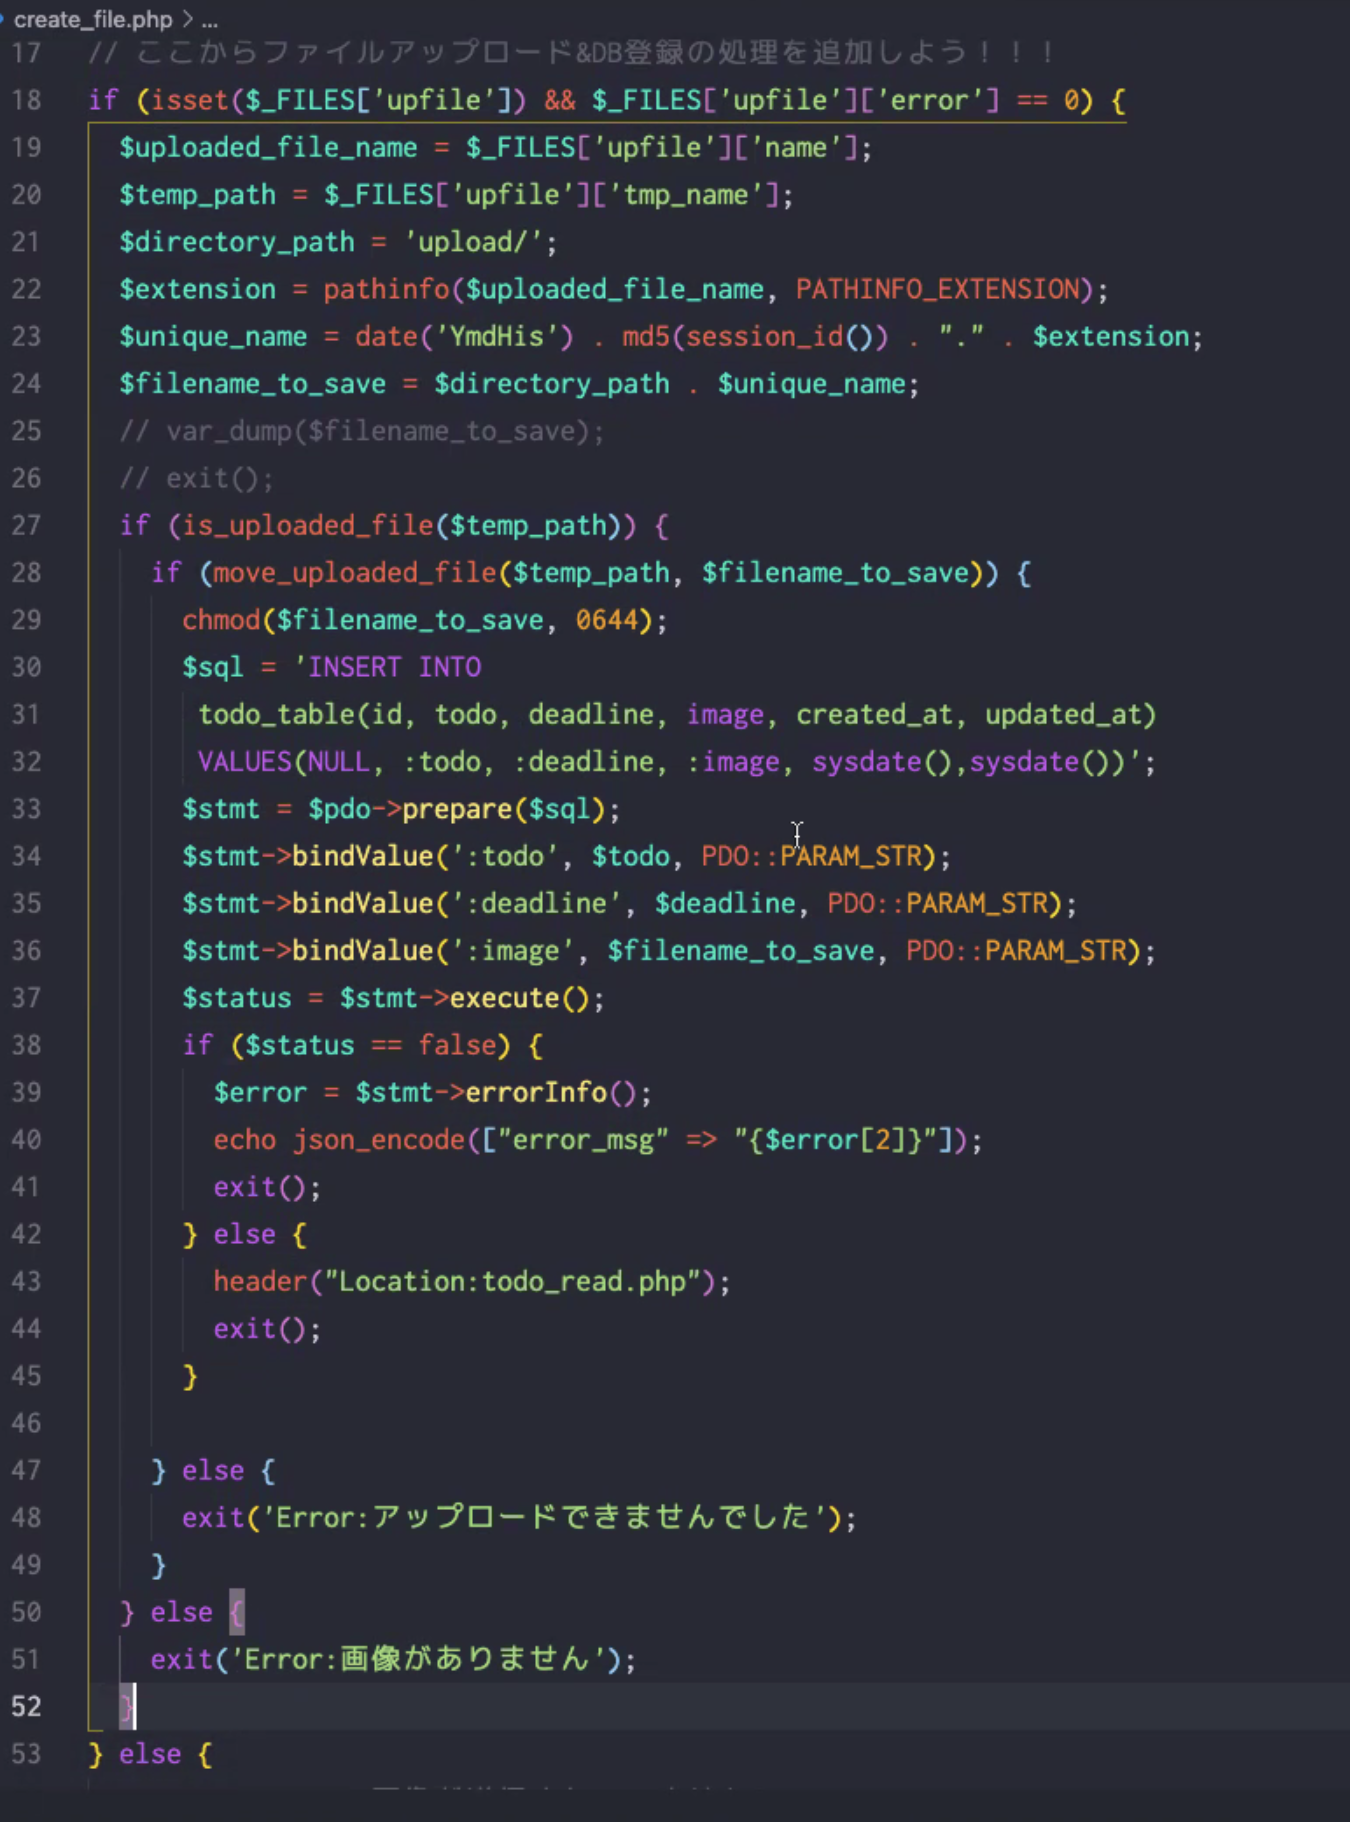 create_file.php > ...
17 // ここからファイルアップロード&DB登録の処理を追加しよう！！！
18 if (isset($_FILES['upfile']) && $_FILES['upfile']['error'] == 0) {
19 $uploaded_file_name = $_FILES['upfile']['name'];
20 $temp_path = $_FILES['upfile']['tmp_name'];
21 $directory_path = 'upload/';
22 $extension = pathinfo($uploaded_file_name, PATHINFO_EXTENSION);
23 $unique_name = date('YmdHis') . md5(session_id()) . "." . $extension;
24 $filename_to_save = $directory_path . $unique_name;
25 // var_dump($filename_to_save);
26 // exit();
27 if (is_uploaded_file($temp_path)) {
28 if (move_uploaded_file($temp_path, $filename_to_save)) {
29 chmod($filename_to_save, 0644);
30 $sql = 'INSERT INTO
31 todo_table(id, todo, deadline, image, created_at, updated_at)
32 VALUES(NULL, :todo, :deadline, :image, sysdate(),sysdate())';
33 $stmt = $pdo->prepare($sql);
34 $stmt->bindValue(':todo', $todo, PDO::PARAM_STR);
35 $stmt->bindValue(':deadline', $deadline, PDO::PARAM_STR);
36 $stmt->bindValue(':image', $filename_to_save, PDO::PARAM_STR);
37 $status = $stmt->execute();
38 if ($status == false) {
39 $error = $stmt->errorInfo();
40 echo json_encode(["error_msg" => "{$error[2]}"]);
41 exit();
42 } else {
43 header("Location:todo_read.php");
44 exit();
45 }
46
47 } else {
48 exit('Error:アップロードできませんでした');
49 }
50 } else {
51 exit('Error:画像がありません');
52 }
53 } else {